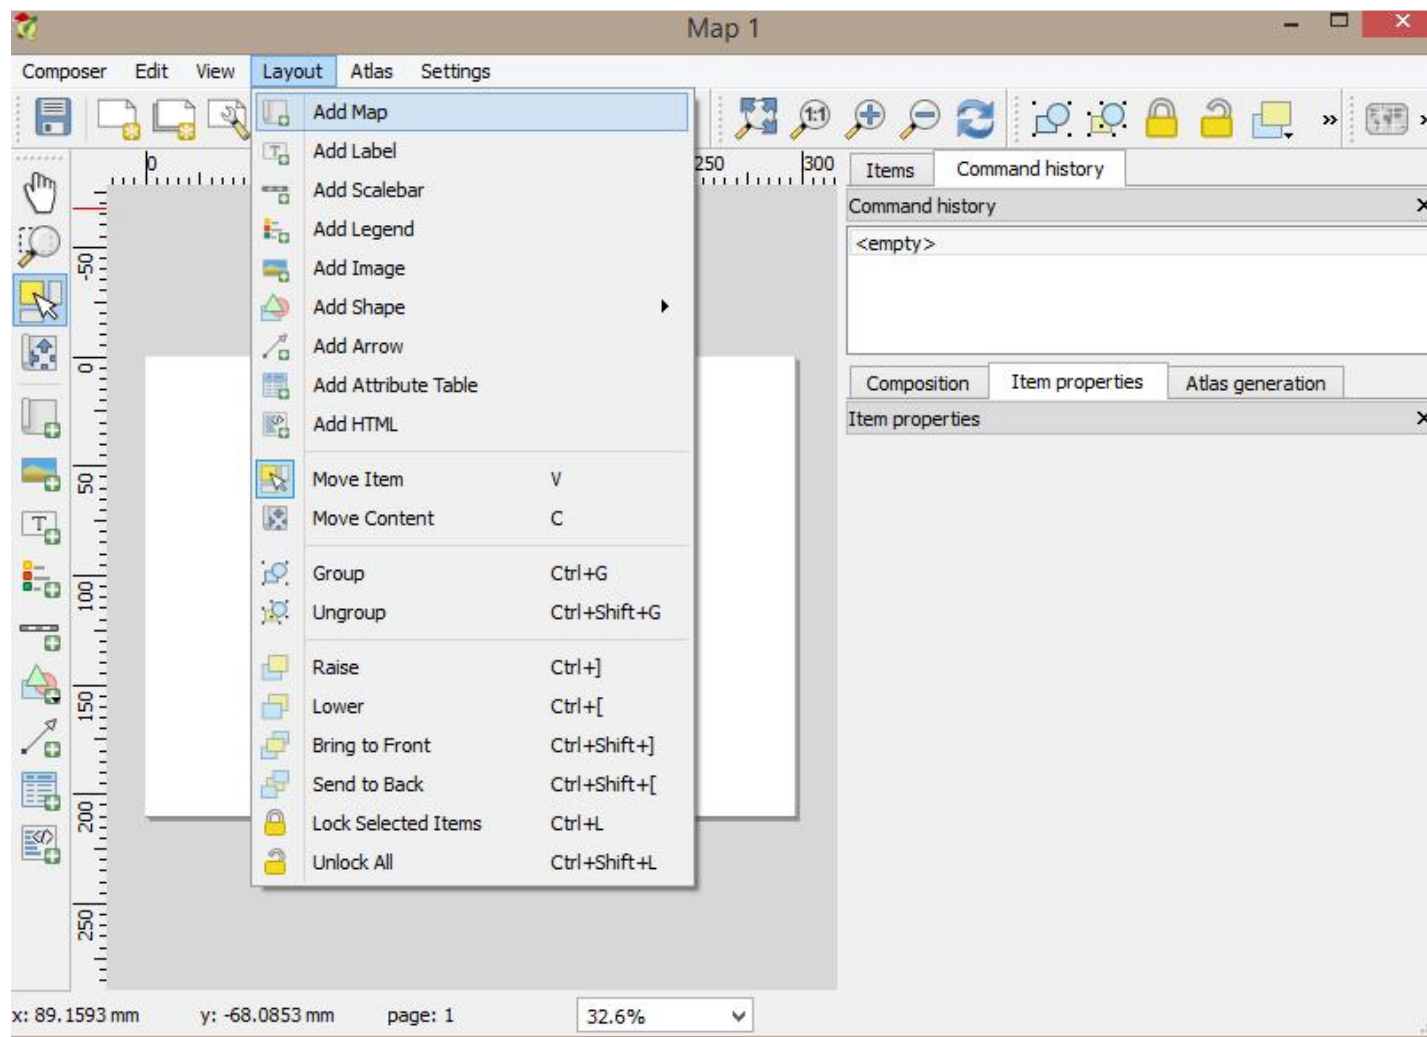 Map 1
Composer Edit View Layout Atlas Settings
1:1
Add Map
Add Label
Add Scalebar
Add Legend
Add Image
Add Shape
Add Arrow
Add Attribute Table
Add HTML
Move Item V
Move Content C
Group Ctrl+G
Ungroup Ctrl+Shift+G
Raise Ctrl+]
Lower Ctrl+[
Bring to Front Ctrl+Shift+]
Send to Back Ctrl+Shift+[
Lock Selected Items Ctrl+L
Unlock All Ctrl+Shift+L
0 250 300
-50
0
50
100
150
200
250
Items Command history
Command history
<empty>
Composition Item properties Atlas generation
Item properties
x: 89.1593 mm y: -68.0853 mm page: 1 32.6%